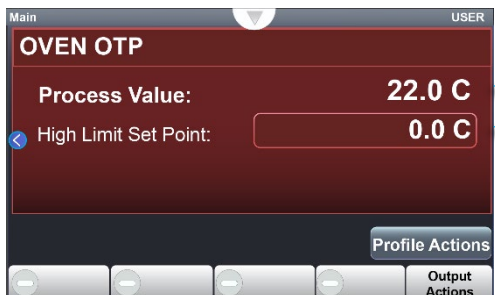 Main USER
OVEN OTP
Process Value: 22.0 C
High Limit Set Point: 0.0 C
Profile Actions
Output
Actions